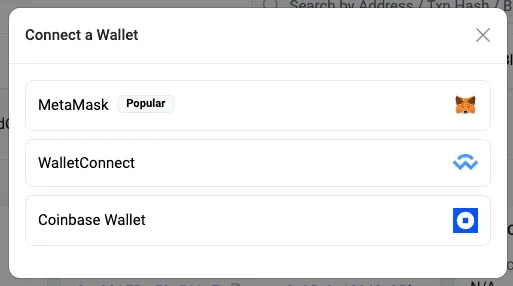 Search by Address / Txn Hash / B
Connect a Wallet
MetaMask Popular
WalletConnect
Coinbase Wallet
N/A